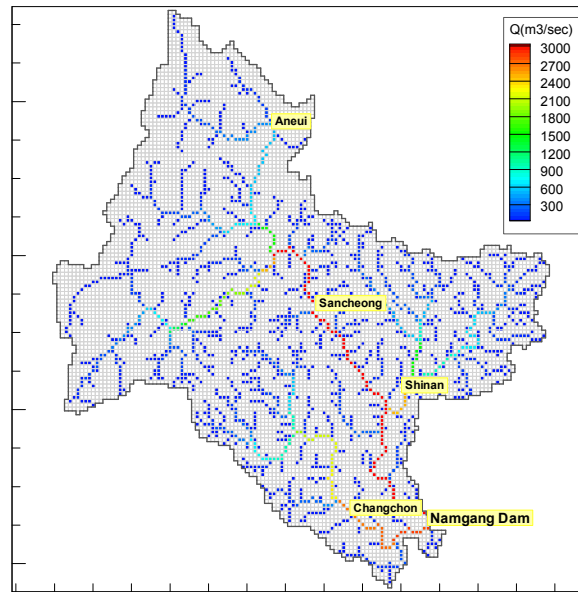 Q(m3/sec)
3000
2700
2400
2100
1800
1500
1200
900
600
300
Aneui
Sancheong
Shinan
Changchon
Namgang Dam